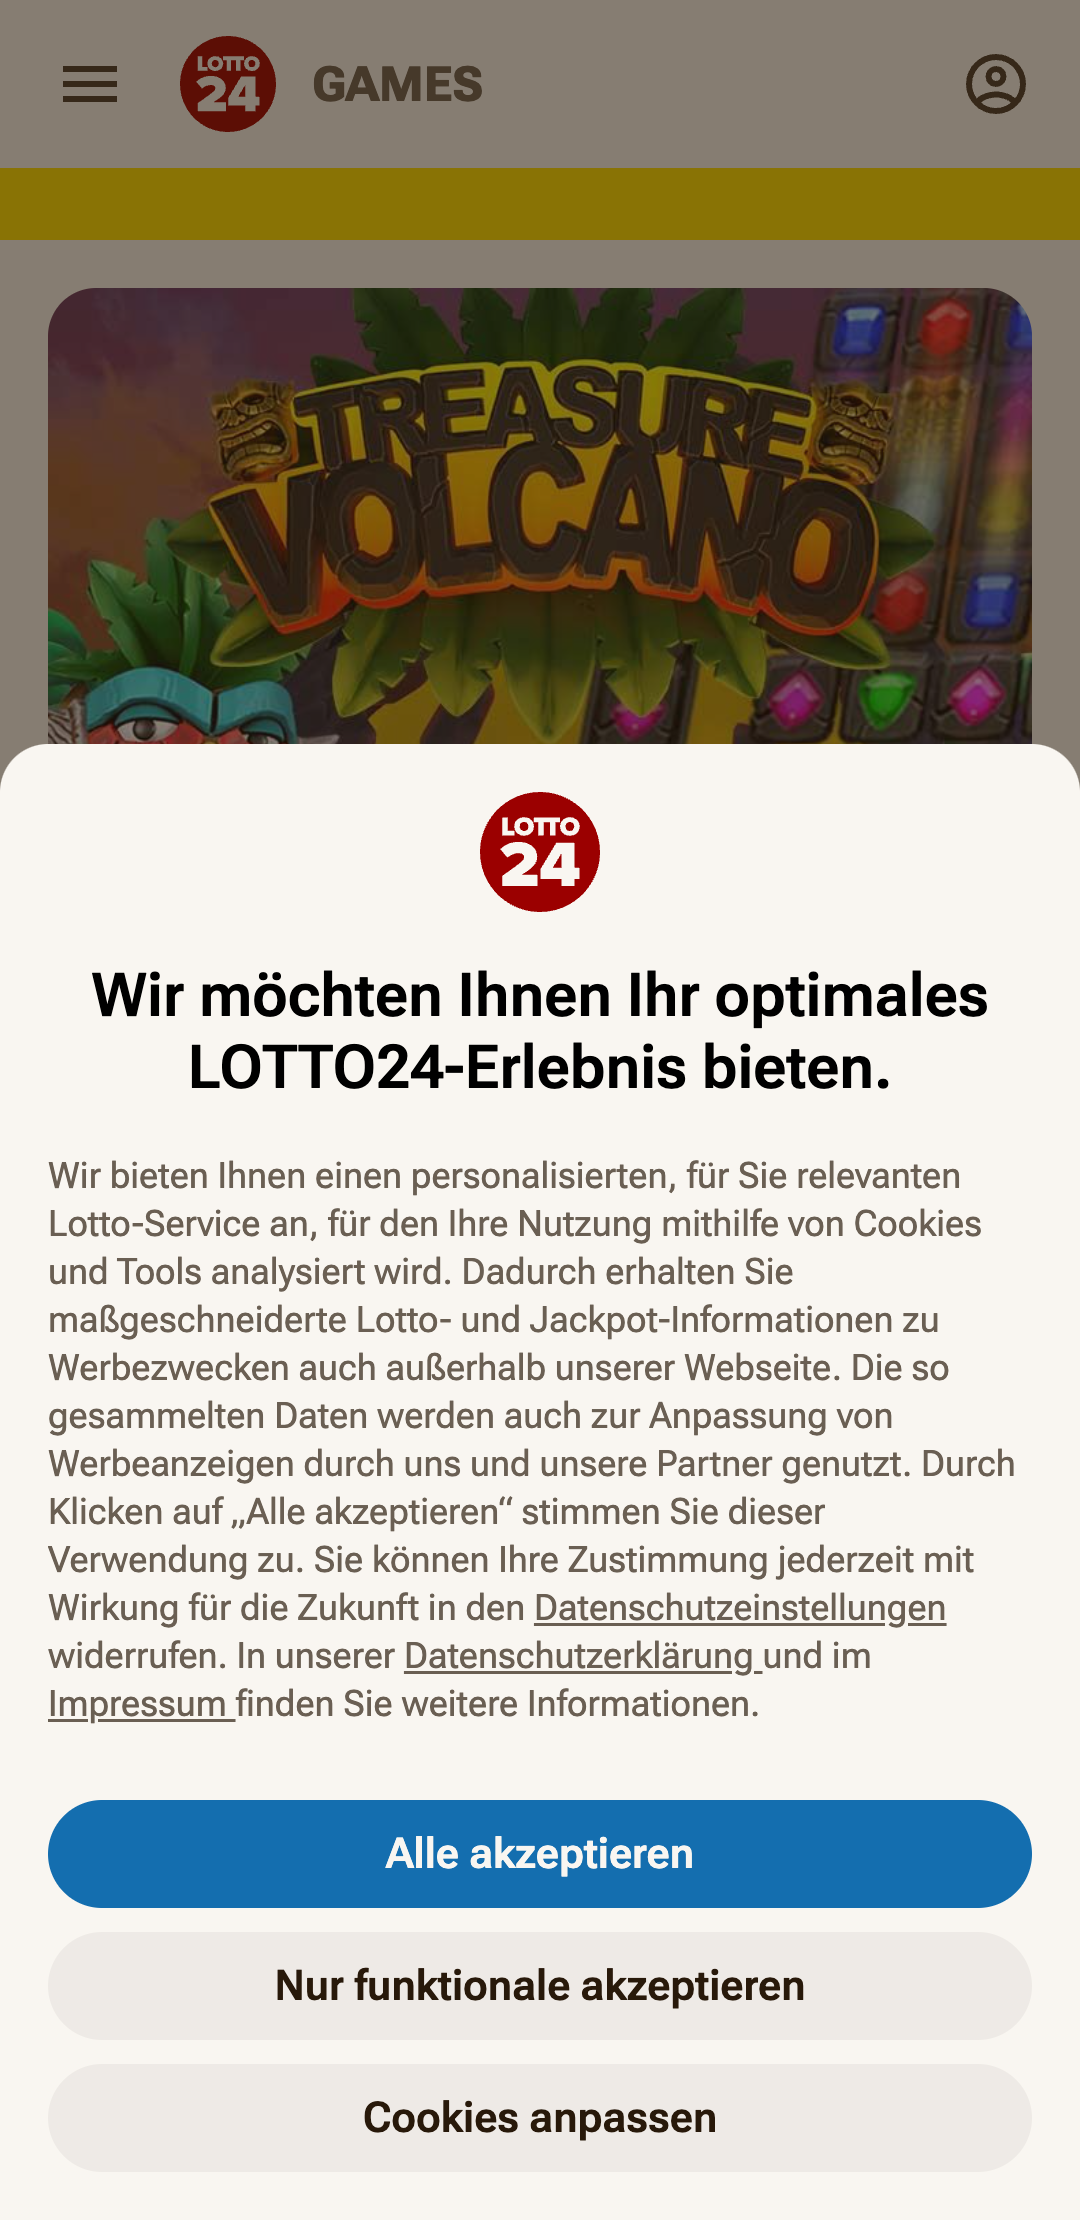 LOTTO
24
GAMES
TREASURE
VOLCANO
LOTTO
24
Wir möchten Ihnen Ihr optimales
LOTTO24-Erlebnis bieten.
Wir bieten Ihnen einen personalisierten, für Sie relevanten
Lotto-Service an, für den Ihre Nutzung mithilfe von Cookies
und Tools analysiert wird. Dadurch erhalten Sie
maßgeschneiderte Lotto- und Jackpot-Informationen zu
Werbezwecken auch außerhalb unserer Webseite. Die so
gesammelten Daten werden auch zur Anpassung von
Werbeanzeigen durch uns und unsere Partner genutzt. Durch
Klicken auf „Alle akzeptieren“ stimmen Sie dieser
Verwendung zu. Sie können Ihre Zustimmung jederzeit mit
Wirkung für die Zukunft in den Datenschutzeinstellungen
widerrufen. In unserer Datenschutzerklärung und im
Impressum finden Sie weitere Informationen.
Alle akzeptieren
Nur funktionale akzeptieren
Cookies anpassen